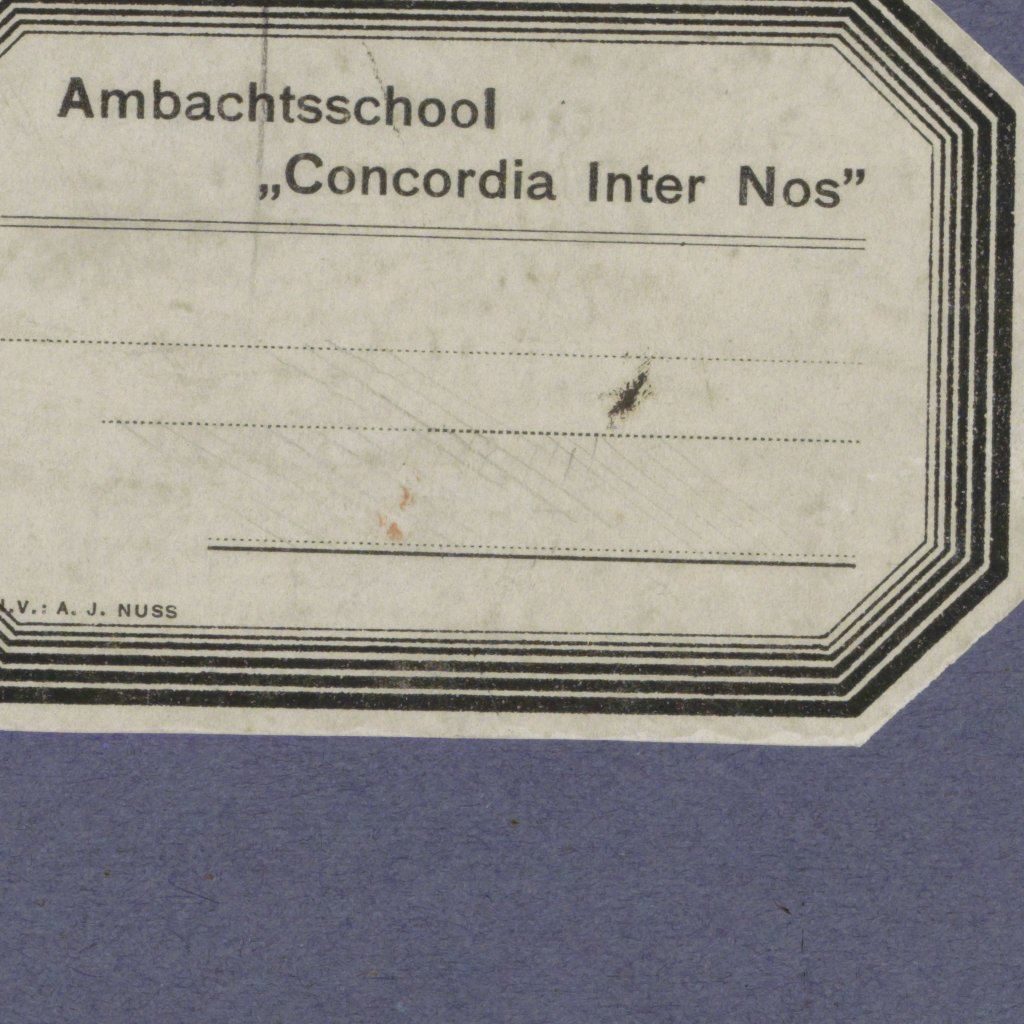 Ambachtsschool
„Concordia Inter Nos”
.V.: A. J. NUSS